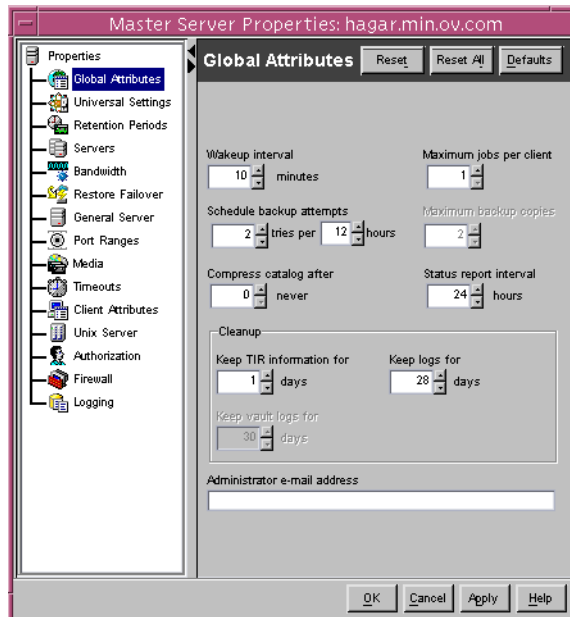 Master Server Properties: hagar.min.ov.com
Properties
Global Attributes
Universal Settings
Retention Periods
Servers
Bandwidth
Restore Failover
General Server
Port Ranges
Media
Timeouts
Client Attributes
Unix Server
Authorization
Firewall
Logging
Global Attributes Reset Reset All Defaults
Wakeup interval Maximum jobs per client
10 minutes 1
Schedule backup attempts Maximum backup copies
2 tries per 12 hours 2
Compress catalog after Status report interval
0 never 24 hours
Cleanup
Keep TIR information for Keep logs for
1 days 28 days
Keep vault logs for
30 days
Administrator e-mail address
OK Cancel Apply Help